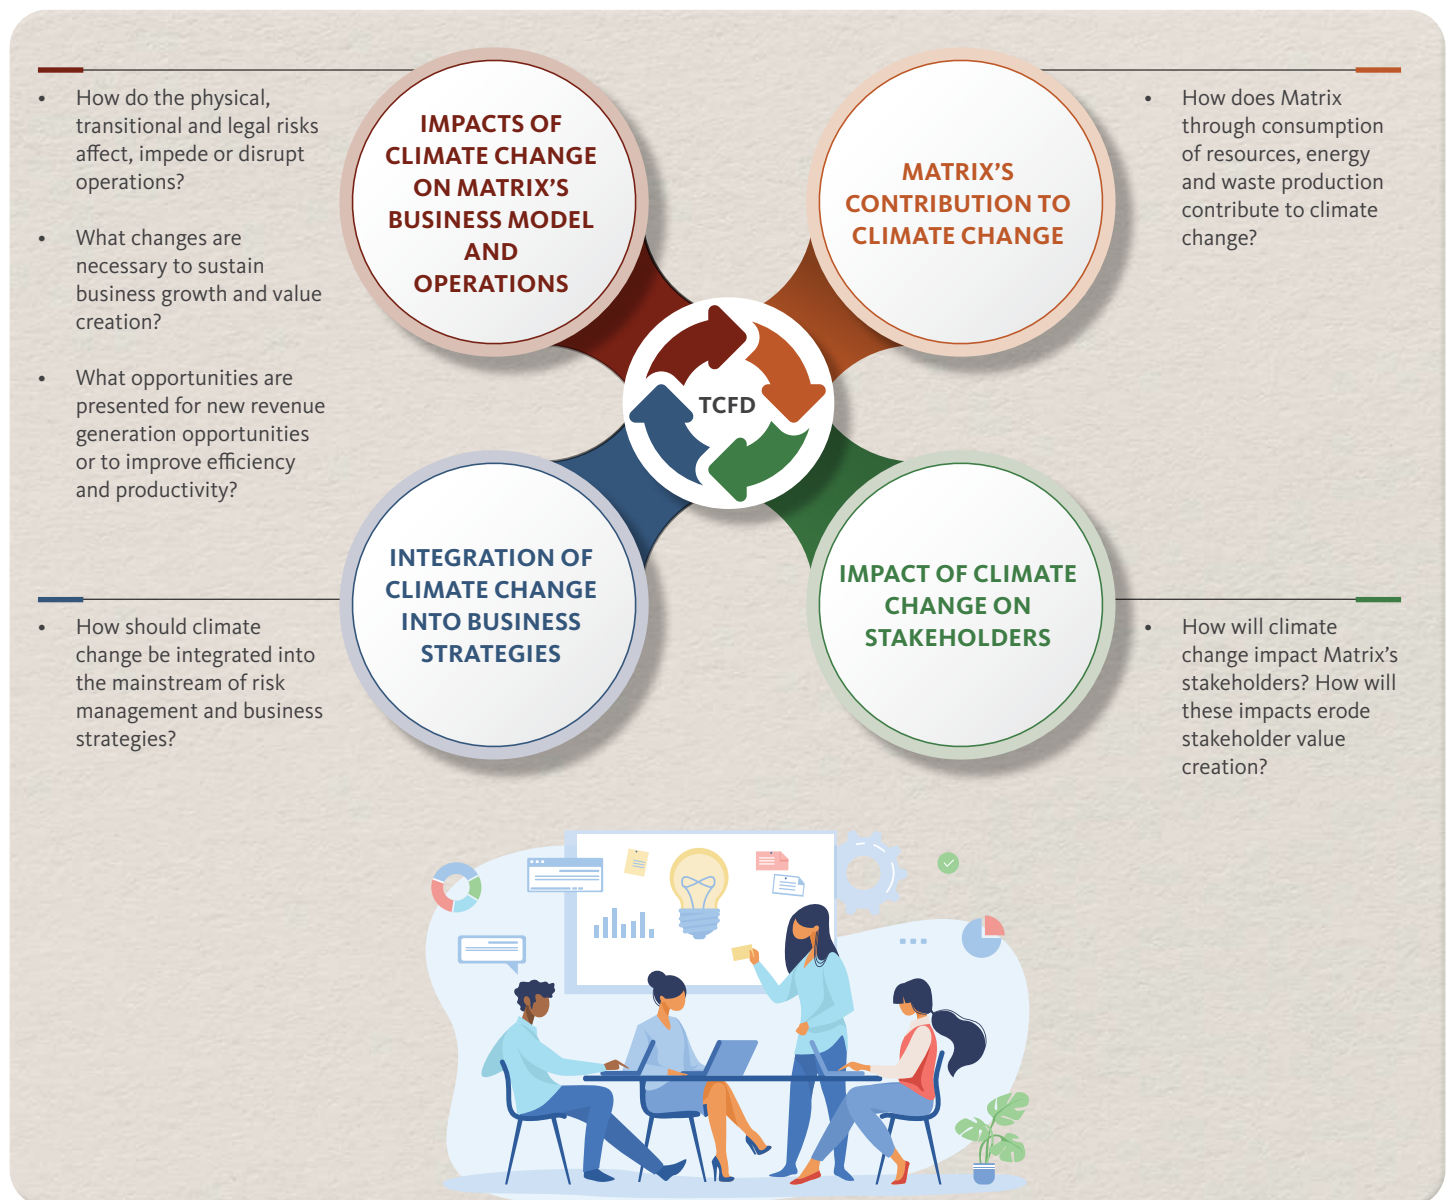 IMPACTS OF
CLIMATE CHANGE
ON MATRIX’S
BUSINESS MODEL
AND
OPERATIONS
• How do the physical,
transitional and legal risks
affect, impede or disrupt
operations?
• What changes are
necessary to sustain
business growth and value
creation?
• What opportunities are
presented for new revenue
generation opportunities
or to improve efficiency
and productivity?
MATRIX’S
CONTRIBUTION TO
CLIMATE CHANGE
• How does Matrix
through consumption
of resources, energy
and waste production
contribute to climate
change?
TCFD
INTEGRATION OF
CLIMATE CHANGE
INTO BUSINESS
STRATEGIES
• How should climate
change be integrated into
the mainstream of risk
management and business
strategies?
IMPACT OF CLIMATE
CHANGE ON
STAKEHOLDERS
• How will climate
change impact Matrix’s
stakeholders? How will
these impacts erode
stakeholder value
creation?